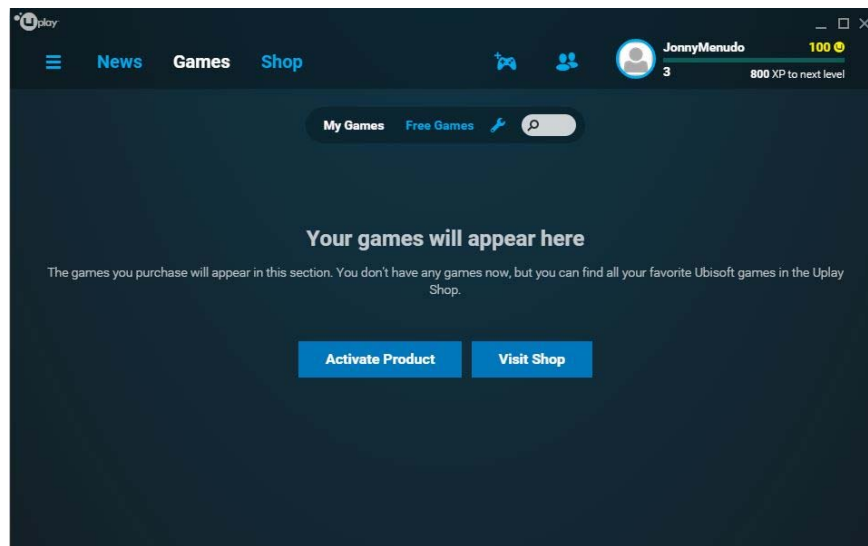 Uplay
News Games Shop
JonnyMenudo 100
3 800 XP to next level
My Games Free Games
Your games will appear here
The games you purchase will appear in this section. You don't have any games now, but you can find all your favorite Ubisoft games in the Uplay
Shop.
Activate Product Visit Shop